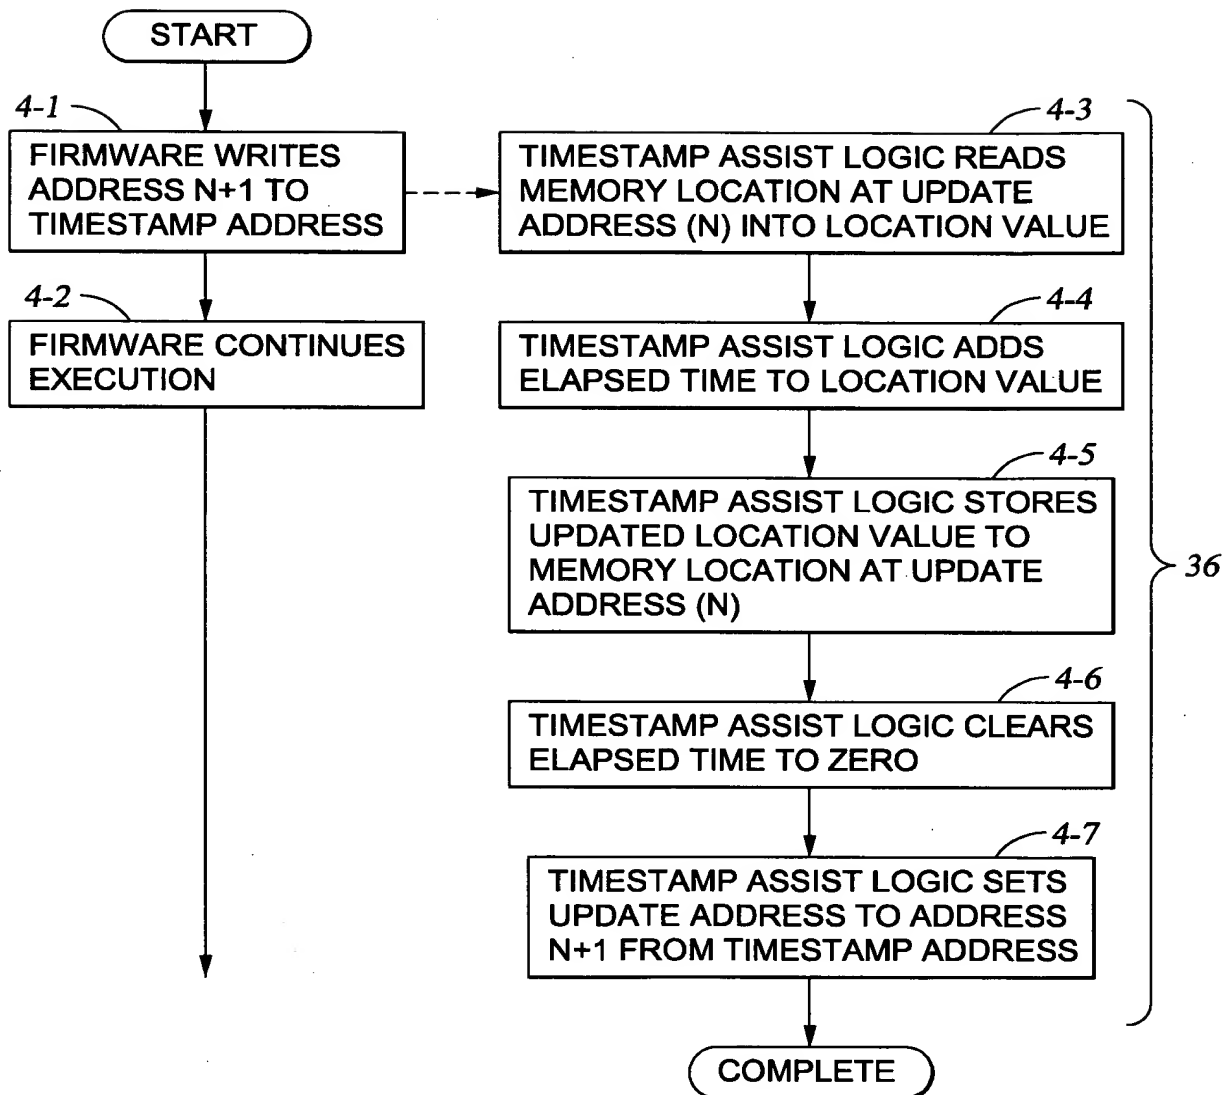 START
4-1
FIRMWARE WRITES
ADDRESS N+1 TO
TIMESTAMP ADDRESS
4-2
FIRMWARE CONTINUES
EXECUTION
4-3
TIMESTAMP ASSIST LOGIC READS
MEMORY LOCATION AT UPDATE
ADDRESS (N) INTO LOCATION VALUE
4-4
TIMESTAMP ASSIST LOGIC ADDS
ELAPSED TIME TO LOCATION VALUE
4-5
TIMESTAMP ASSIST LOGIC STORES
UPDATED LOCATION VALUE TO
MEMORY LOCATION AT UPDATE
ADDRESS (N)
36
4-6
TIMESTAMP ASSIST LOGIC CLEARS
ELAPSED TIME TO ZERO
4-7
TIMESTAMP ASSIST LOGIC SETS
UPDATE ADDRESS TO ADDRESS
N+1 FROM TIMESTAMP ADDRESS
COMPLETE